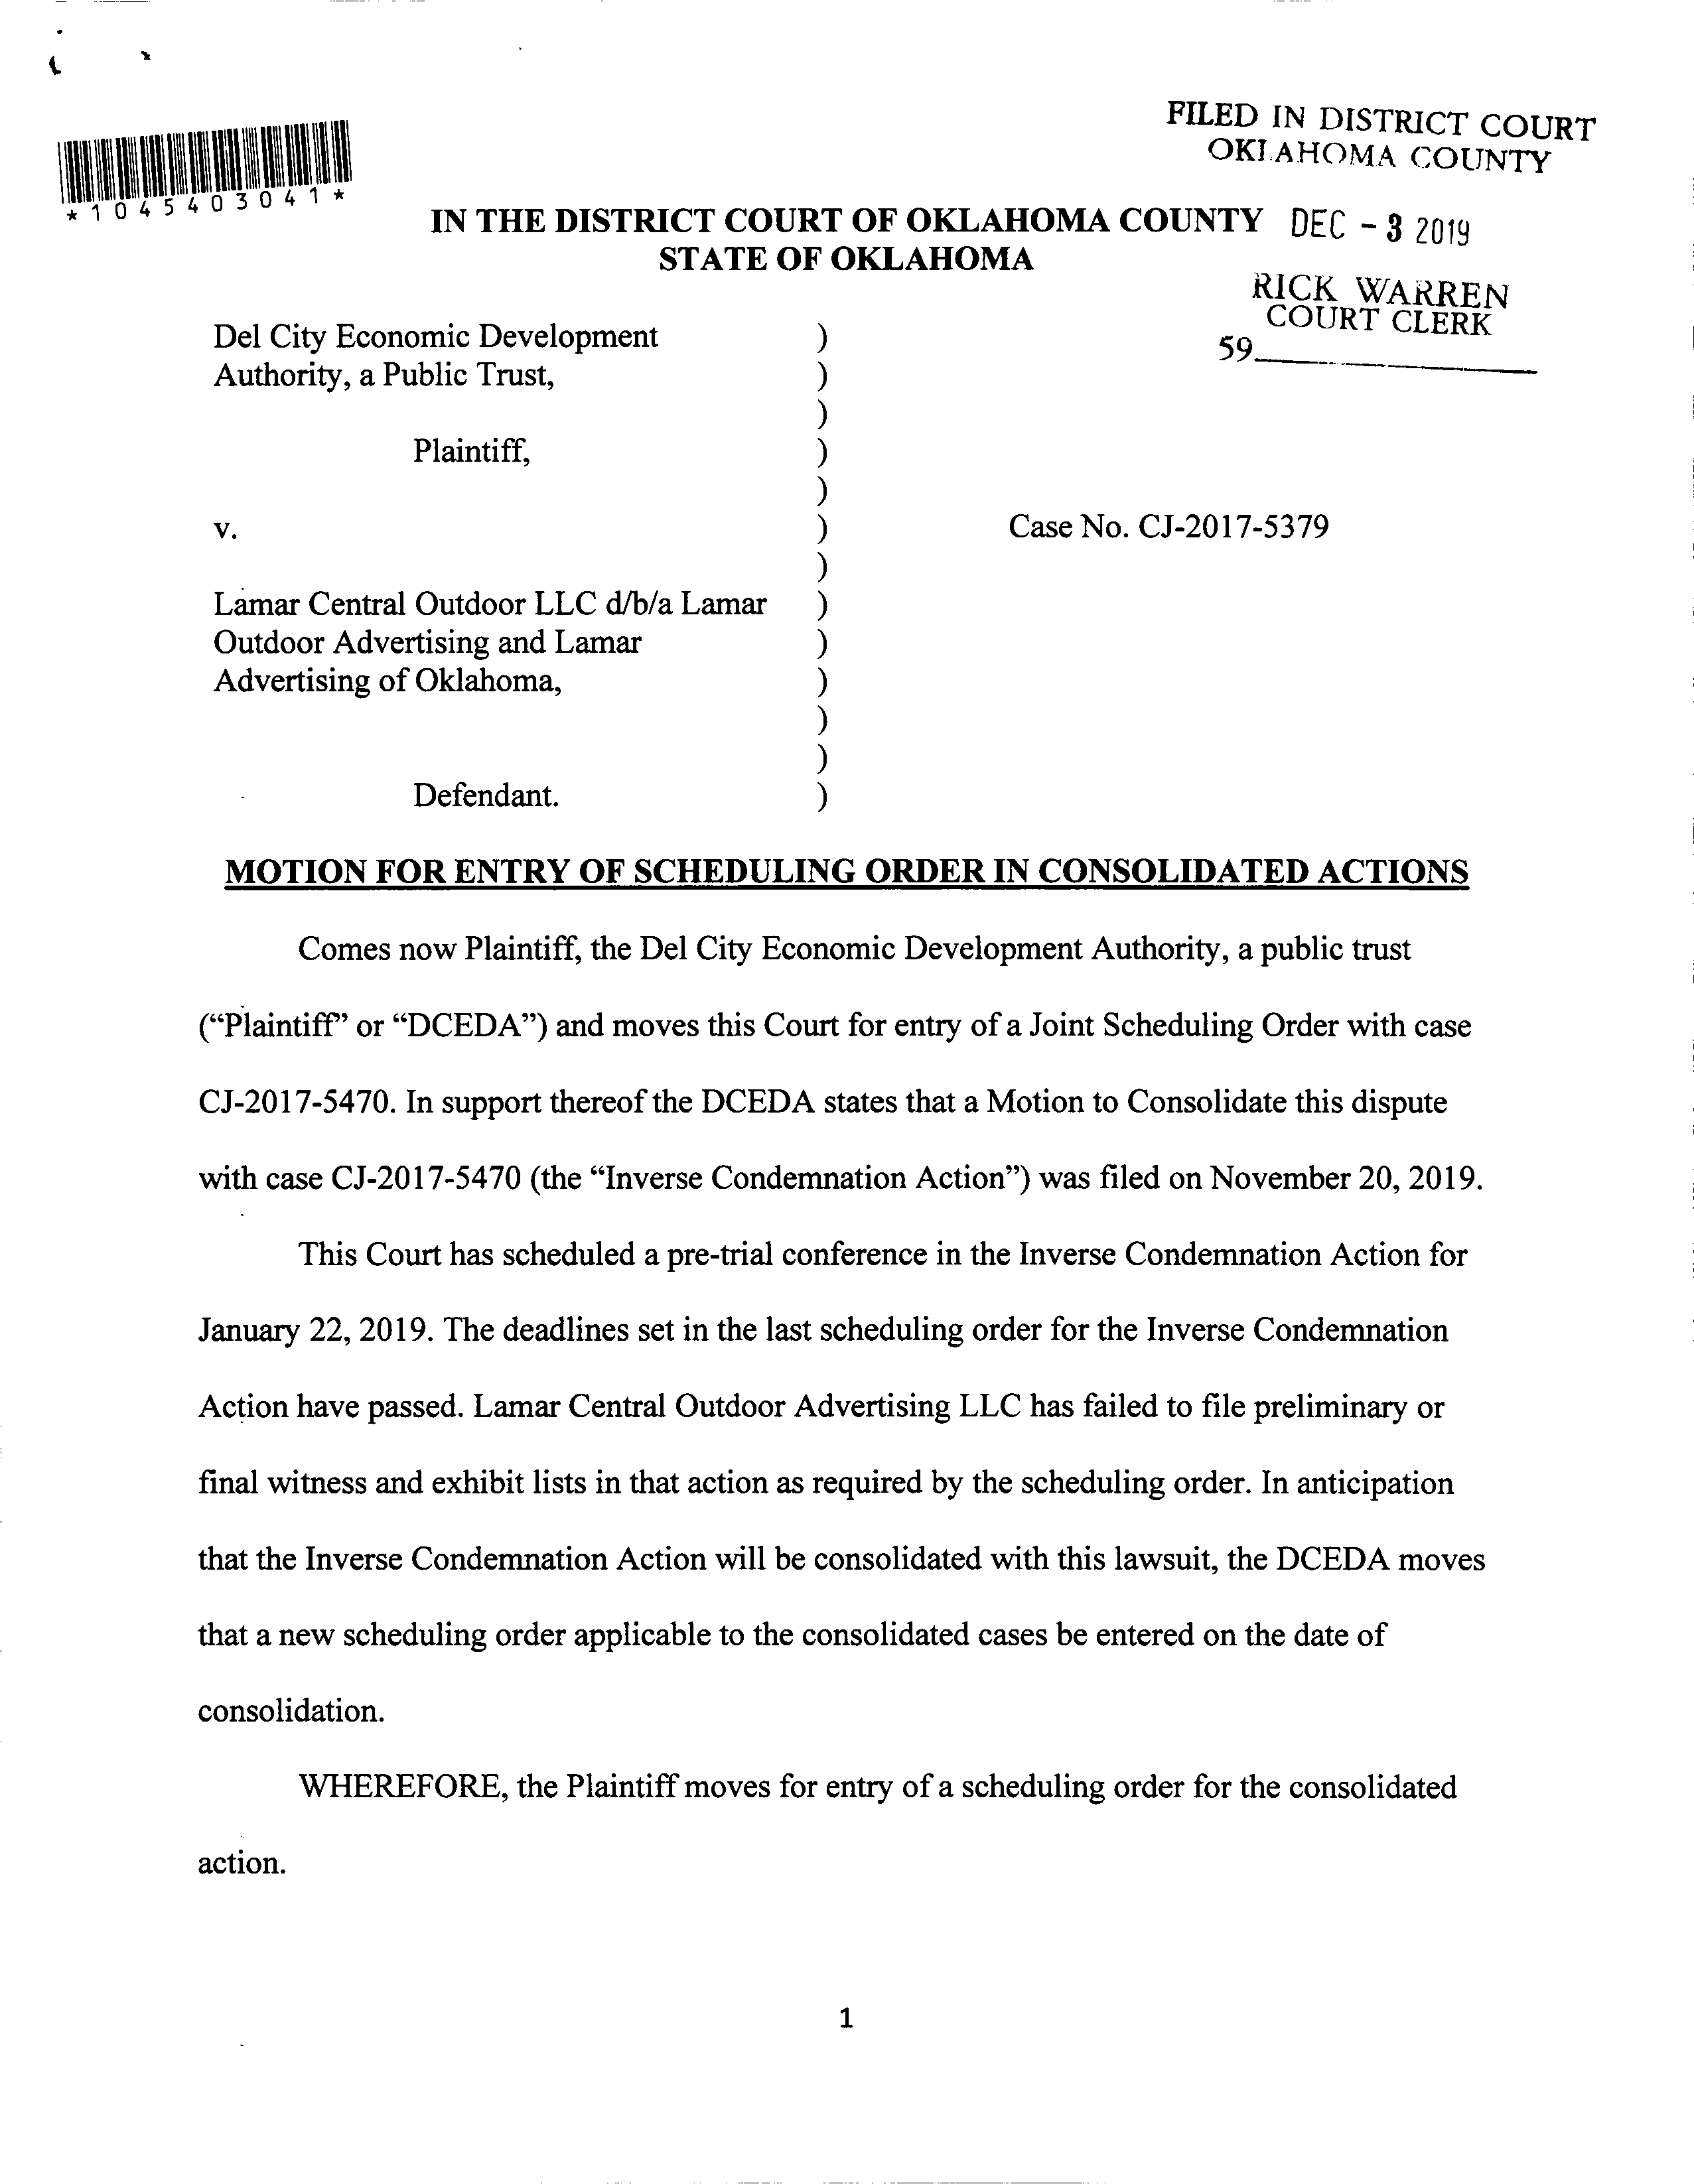 FILED IN DISTRICT COURT
OKLAHOMA COUNTY
*1045403041*
IN THE DISTRICT COURT OF OKLAHOMA COUNTY DEC - 3 2019
STATE OF OKLAHOMA
RICK WARREN
COURT CLERK
59
Del City Economic Development )
Authority, a Public Trust, )
)
Plaintiff, )
)
v. ) Case No. CJ-2017-5379
)
Lamar Central Outdoor LLC d/b/a Lamar )
Outdoor Advertising and Lamar )
Advertising of Oklahoma, )
)
)
Defendant. )
MOTION FOR ENTRY OF SCHEDULING ORDER IN CONSOLIDATED ACTIONS
Comes now Plaintiff, the Del City Economic Development Authority, a public trust
(“Plaintiff” or “DCEDA”) and moves this Court for entry of a Joint Scheduling Order with case
CJ-2017-5470. In support thereof the DCEDA states that a Motion to Consolidate this dispute
with case CJ-2017-5470 (the “Inverse Condemnation Action”) was filed on November 20, 2019.
This Court has scheduled a pre-trial conference in the Inverse Condemnation Action for
January 22, 2019. The deadlines set in the last scheduling order for the Inverse Condemnation
Action have passed. Lamar Central Outdoor Advertising LLC has failed to file preliminary or
final witness and exhibit lists in that action as required by the scheduling order. In anticipation
that the Inverse Condemnation Action will be consolidated with this lawsuit, the DCEDA moves
that a new scheduling order applicable to the consolidated cases be entered on the date of
consolidation.
WHEREFORE, the Plaintiff moves for entry of a scheduling order for the consolidated
action.
1